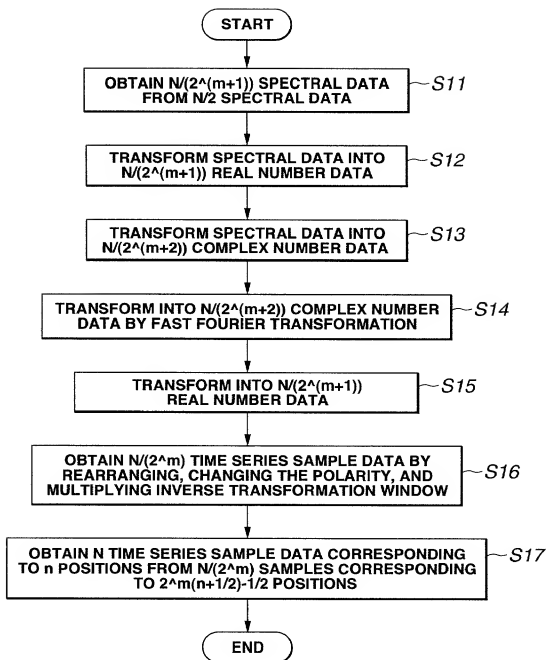 START
OBTAIN N/(2^(m+1)) SPECTRAL DATA
FROM N/2 SPECTRAL DATA
S11
TRANSFORM SPECTRAL DATA INTO
N/(2^(m+1)) REAL NUMBER DATA
S12
TRANSFORM SPECTRAL DATA INTO
N/(2^(m+2)) COMPLEX NUMBER DATA
S13
TRANSFORM INTO N/(2^(m+2)) COMPLEX NUMBER
DATA BY FAST FOURIER TRANSFORMATION
S14
TRANSFORM INTO N/(2^(m+1))
REAL NUMBER DATA
S15
OBTAIN N/(2^m) TIME SERIES SAMPLE DATA BY
REARRANGING, CHANGING THE POLARITY, AND
MULTIPLYING INVERSE TRANSFORMATION WINDOW
S16
OBTAIN N TIME SERIES SAMPLE DATA CORRESPONDING
TO n POSITIONS FROM N/(2^m) SAMPLES CORRESPONDING
TO 2^m(n+1/2)-1/2 POSITIONS
S17
END